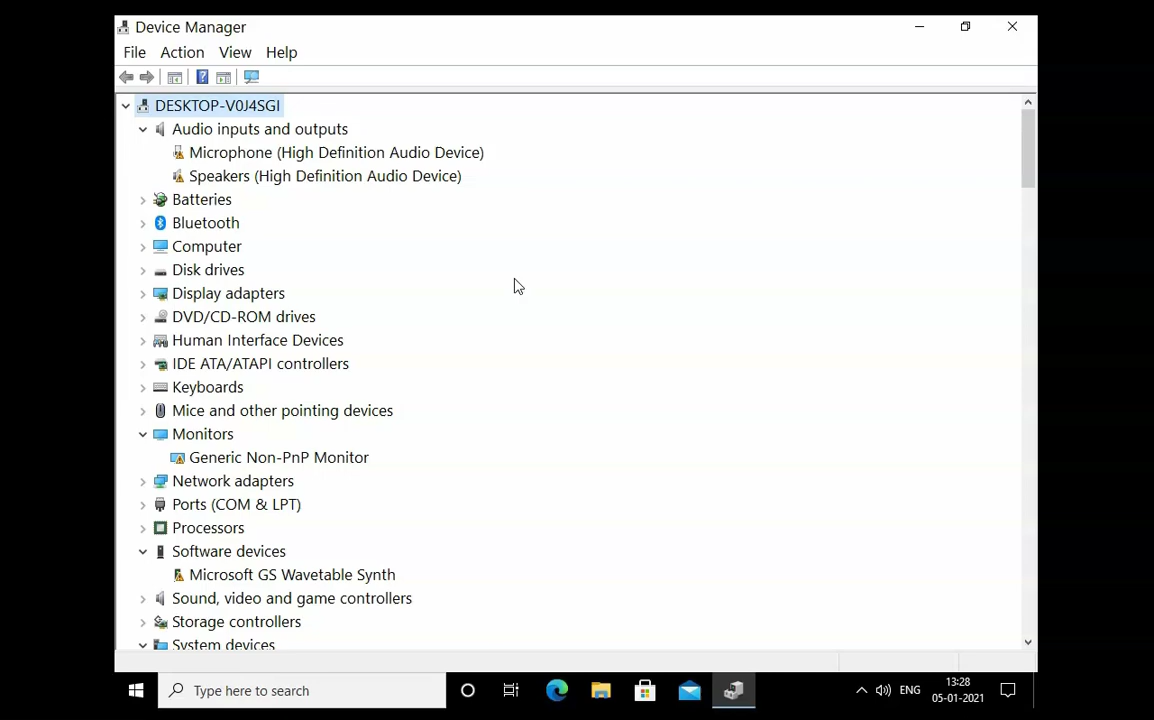 Device Manager
File Action View Help
DESKTOP-V0J4SGI
Audio inputs and outputs
Microphone (High Definition Audio Device)
Speakers (High Definition Audio Device)
Batteries
Bluetooth
Computer
Disk drives
Display adapters
DVD/CD-ROM drives
Human Interface Devices
IDE ATA/ATAPI controllers
Keyboards
Mice and other pointing devices
Monitors
Generic Non-PnP Monitor
Network adapters
Ports (COM & LPT)
Processors
Software devices
Microsoft GS Wavetable Synth
Sound, video and game controllers
Storage controllers
System devices
Type here to search
ENG
13:28
05-01-2021